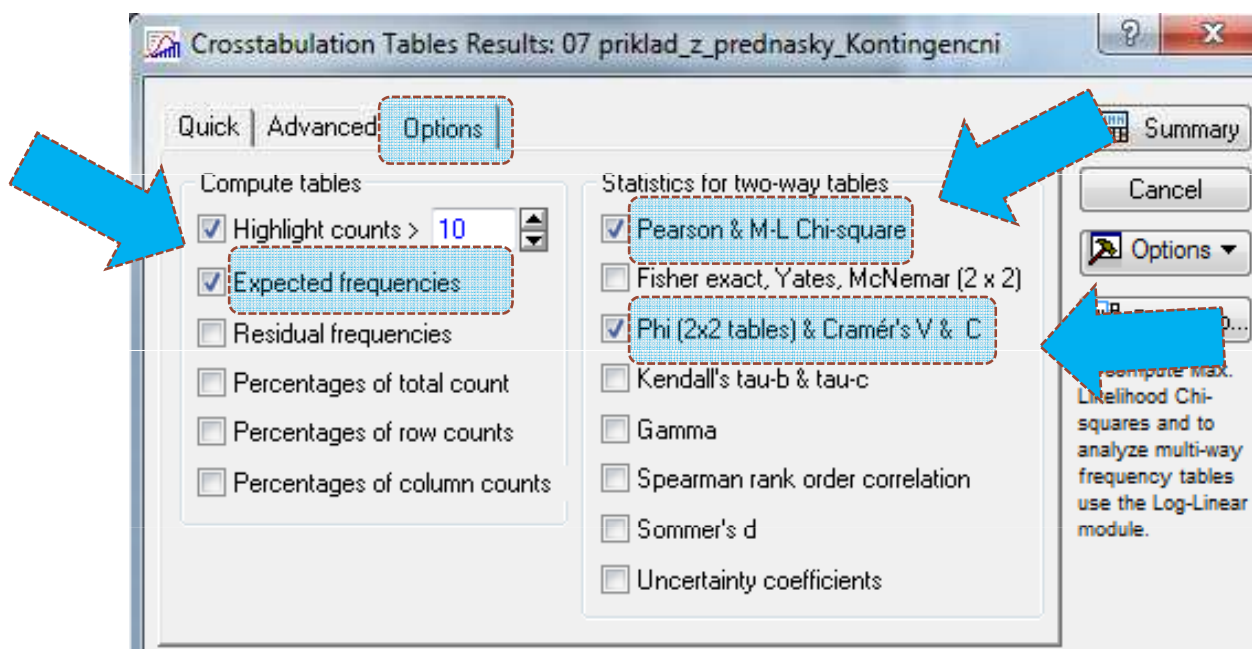 Crosstabulation Tables Results: 07 priklad_z_prednasky_Kontingencni
?
Quick Advanced Options
Summary
Compute tables
Statistics for two-way tables
Cancel
Highlight counts > 10
Pearson & M-L Chi-square
Options
Expected frequencies
Fisher exact, Yates, McNemar (2 x 2)
Residual frequencies
Phi (2x2 tables) & Cramér's V & C
Percentages of total count
Kendall's tau-b & tau-c
Max.
Likelihood Chi-
squares and to
analyze multi-way
frequency tables
use the Log-Linear
module.
Percentages of row counts
Gamma
Percentages of column counts
Spearman rank order correlation
Sommer's d
Uncertainty coefficients